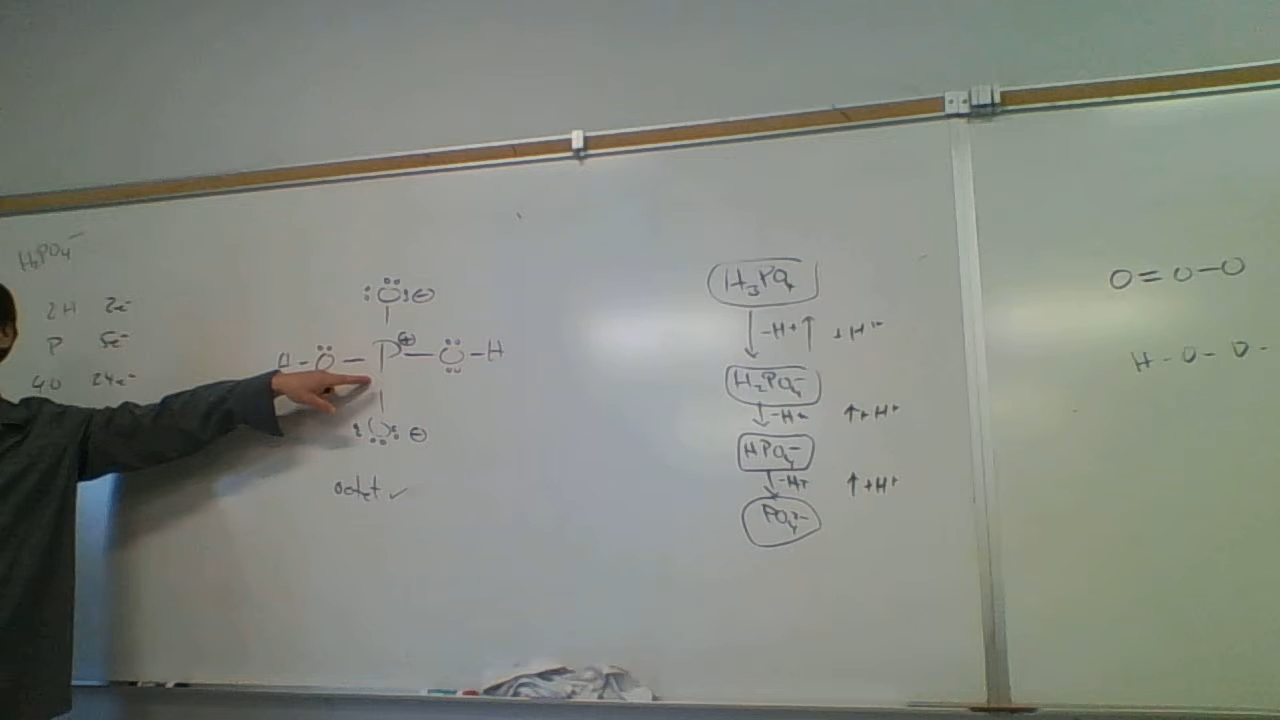 H₂PO₄⁻
2H 2e⁻
P 5e⁻
4O 24e⁻
:Ö:⊖
|
H-Ö-P⊕-Ö-H
|
:O:⊖
octet ✓
H₃PO₄
↓ -H+ ↑ +H⁺
H₂PO₄⁻
↓ -H+ ↑+H⁺
HPO₄⁻
↓ -H+ ↑+H⁺
PO₄³⁻
O=O-O
H-O-O-